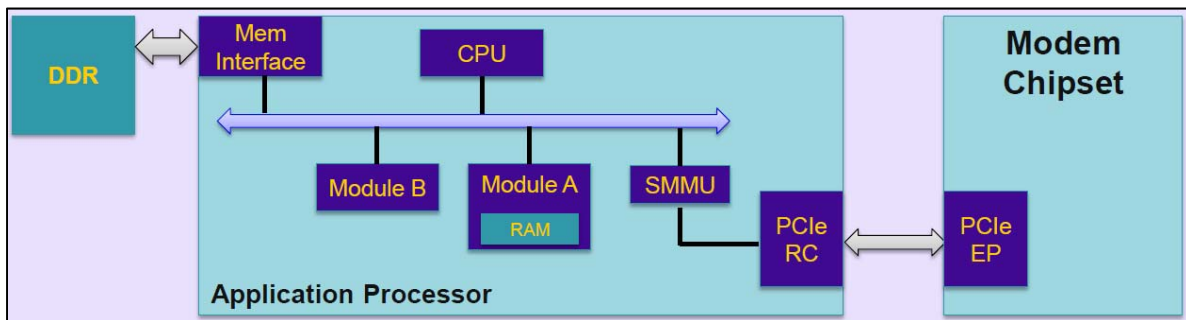 DDR
Mem
Interface
CPU
Modem
Chipset
Module B
Module A
RAM
SMMU
PCIe
RC
PCIe
EP
Application Processor